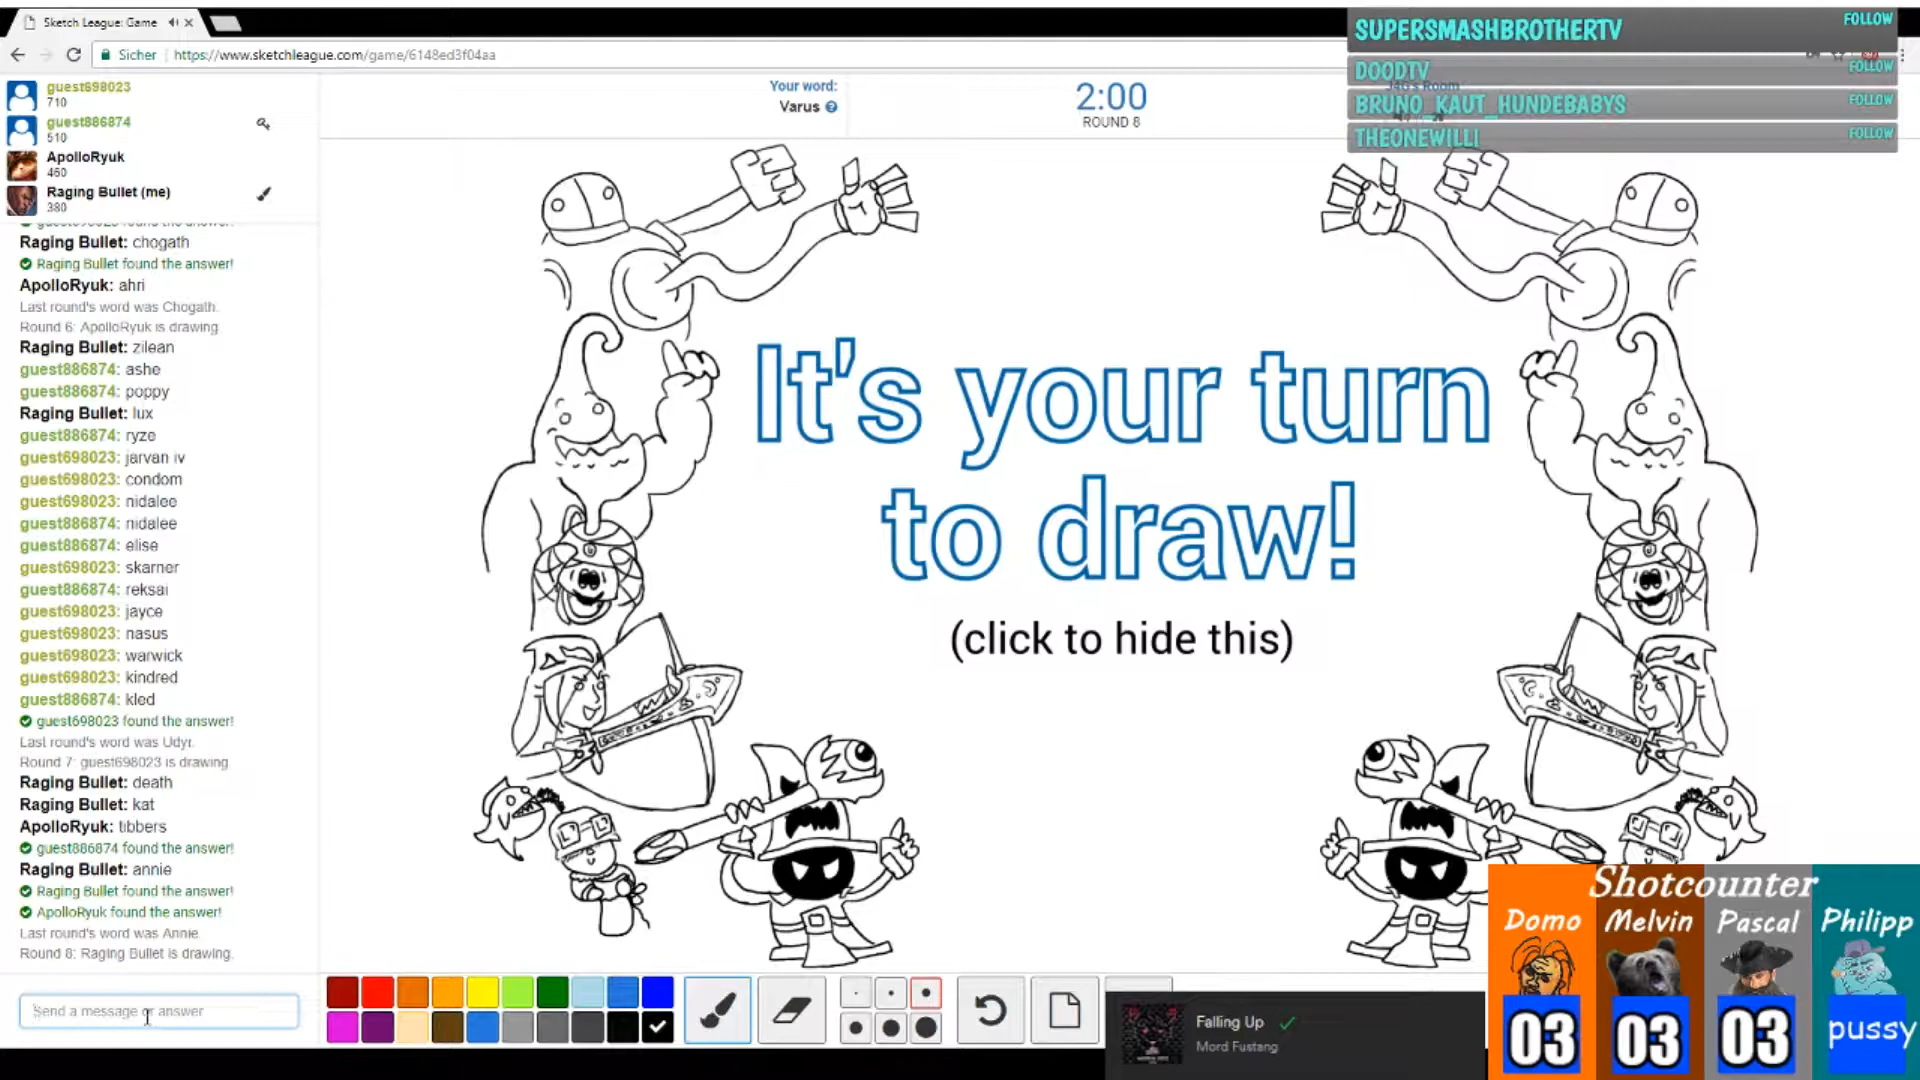 Sketch League: Game
Sicher
https://www.sketchleague.com/game/6148ed3f04aa
SUPERSMASHBROTHERTV FOLLOW
DOODTV FOLLOW
BRUNO_KAUT_HUNDEBABYS FOLLOW
THEONEWILLI FOLLOW
J4G's Room
guest698023
710
guest886874
510
ApolloRyuk
460
Raging Bullet (me)
380
Your word:
Varus
2:00
ROUND 8
guest698023 found the answer!
Raging Bullet: chogath
Raging Bullet found the answer!
ApolloRyuk: ahri
Last round's word was Chogath.
Round 6: ApolloRyuk is drawing.
Raging Bullet: zilean
guest886874: ashe
guest886874: poppy
Raging Bullet: lux
guest886874: ryze
guest698023: jarvan iv
guest698023: condom
guest698023: nidalee
guest886874: nidalee
guest886874: elise
guest698023: skarner
guest886874: reksai
guest698023: jayce
guest698023: nasus
guest698023: warwick
guest698023: kindred
guest886874: kled
guest698023 found the answer!
Last round's word was Udyr.
Round 7: guest698023 is drawing.
Raging Bullet: death
Raging Bullet: kat
ApolloRyuk: tibbers
guest886874 found the answer!
Raging Bullet: annie
Raging Bullet found the answer!
ApolloRyuk found the answer!
Last round's word was Annie.
Round 8: Raging Bullet is drawing.
Send a message or answer
It's your turn
to draw!
(click to hide this)
Falling Up
Mord Fustang
Shotcounter
Domo Melvin Pascal Philipp
03 03 03 pussy